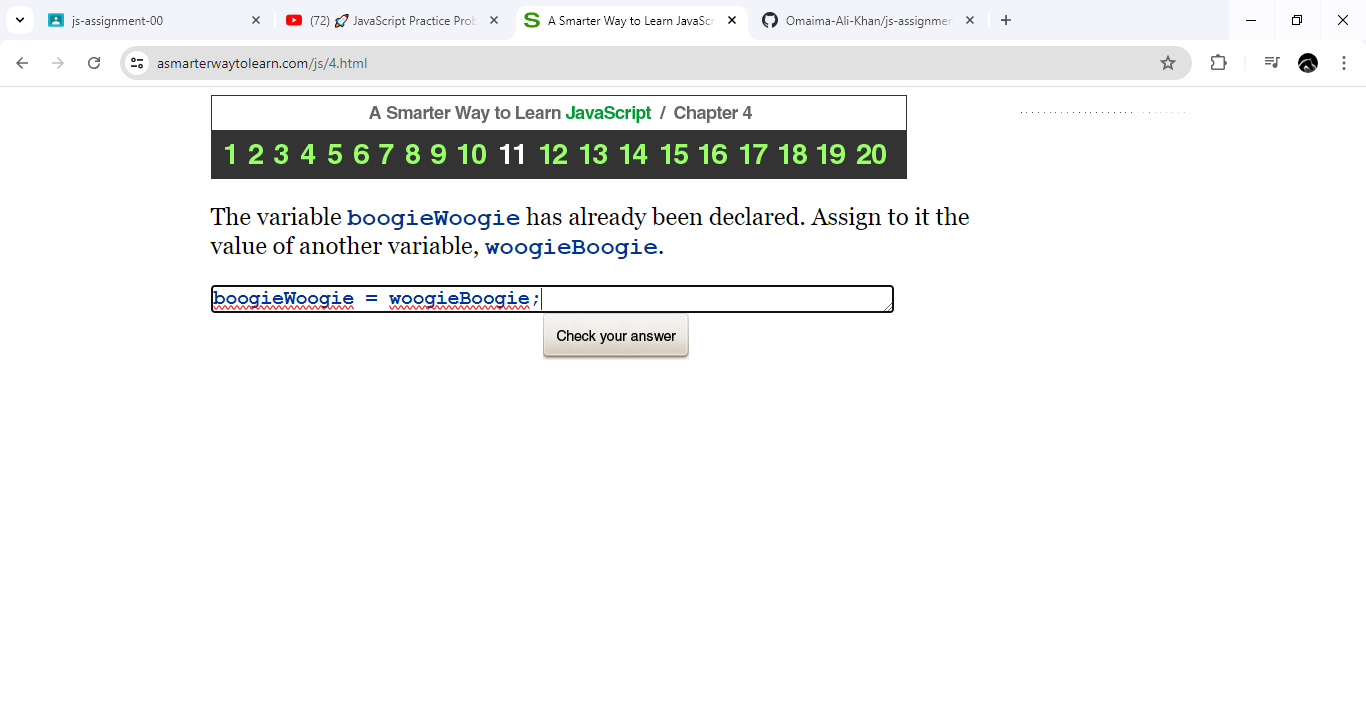 js-assignment-00
(72) 🚀 JavaScript Practice Prob
A Smarter Way to Learn JavaSc
Omaima-Ali-Khan/js-assignmen
asmarterwaytolearn.com/js/4.html
A Smarter Way to Learn JavaScript / Chapter 4
1 2 3 4 5 6 7 8 9 10 11 12 13 14 15 16 17 18 19 20
The variable boogieWoogie has already been declared. Assign to it the
value of another variable, woogieBoogie.
boogieWoogie = woogieBoogie;
Check your answer